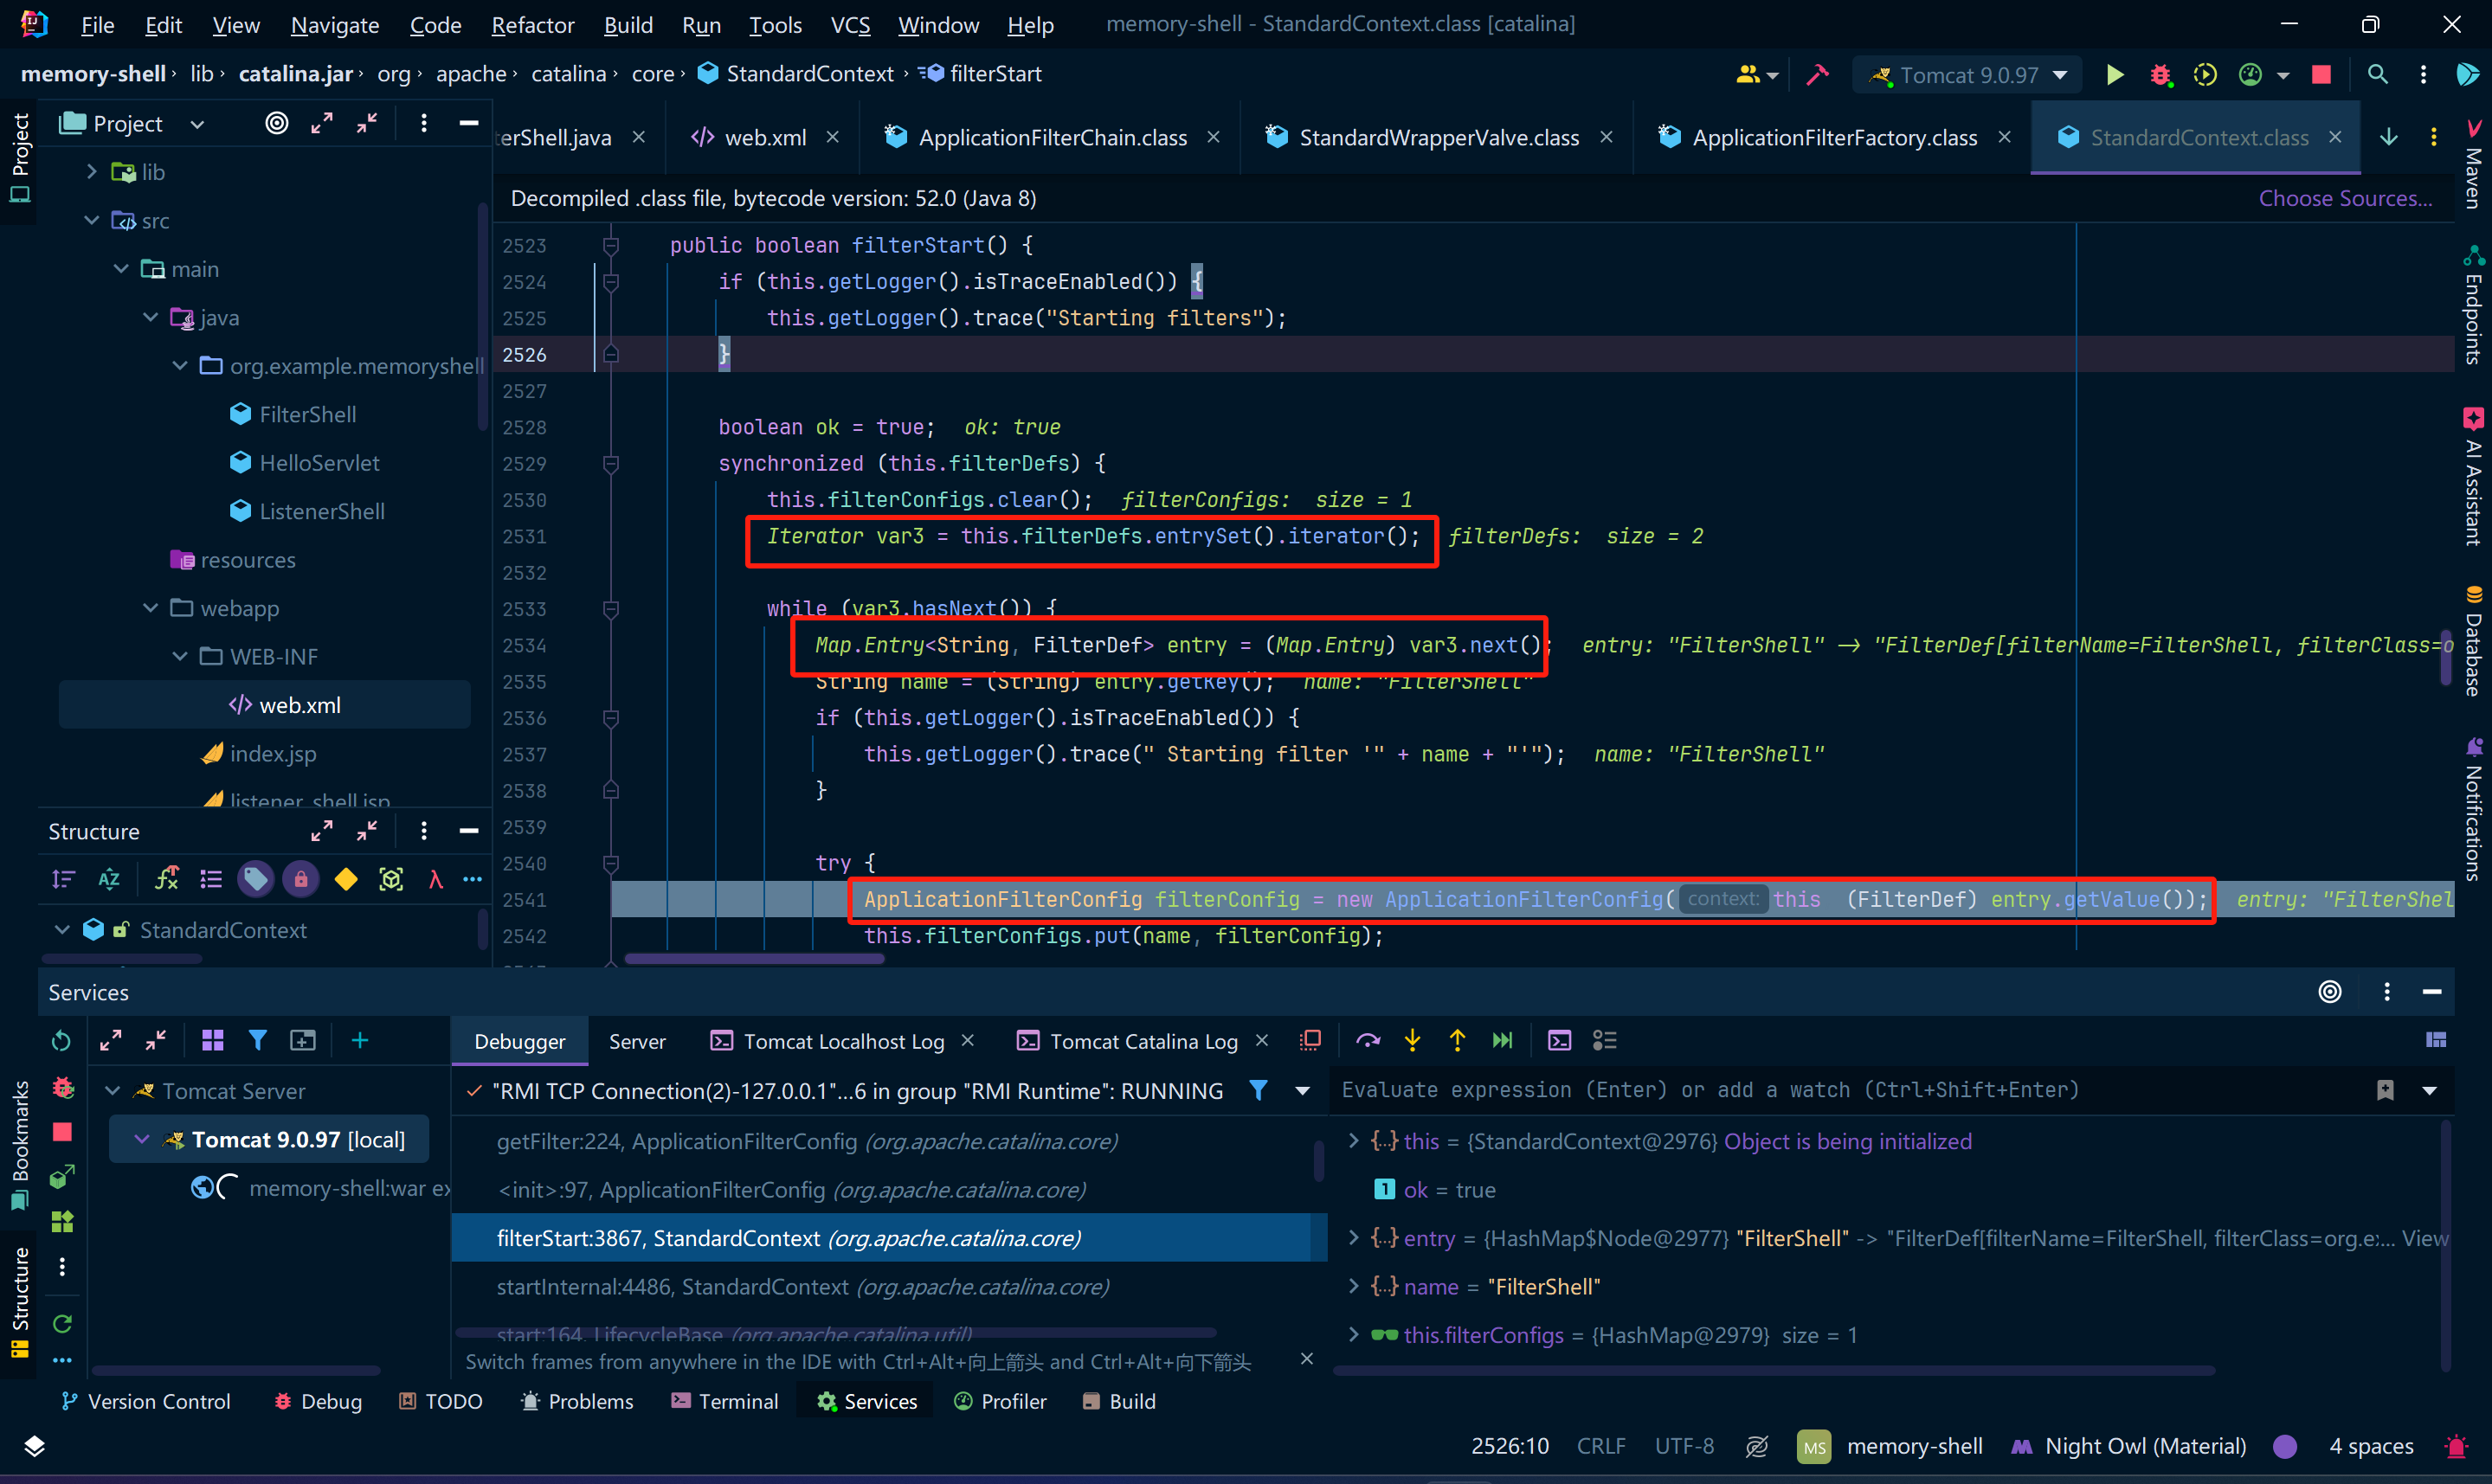 File Edit View Navigate Code Refactor Build Run Tools VCS Window Help memory-shell - StandardContext.class [catalina]
memory-shell › lib › catalina.jar › org › apache › catalina › core › StandardContext › filterStart
Tomcat 9.0.97
Project
terShell.java
web.xml
ApplicationFilterChain.class
StandardWrapperValve.class
ApplicationFilterFactory.class
StandardContext.class
Project
Bookmarks
Structure
Maven
Endpoints
AI Assistant
Database
Notifications
lib
src
main
java
org.example.memoryshell
FilterShell
HelloServlet
ListenerShell
resources
webapp
WEB-INF
web.xml
index.jsp
listener_shell.jsp
Structure
StandardContext
Decompiled .class file, bytecode version: 52.0 (Java 8) Choose Sources...
2523 public boolean filterStart() {
2524 if (this.getLogger().isTraceEnabled()) {
2525 this.getLogger().trace("Starting filters");
2526 }
2527
2528 boolean ok = true; ok: true
2529 synchronized (this.filterDefs) {
2530 this.filterConfigs.clear(); filterConfigs: size = 1
2531 Iterator var3 = this.filterDefs.entrySet().iterator(); filterDefs: size = 2
2532
2533 while (var3.hasNext()) {
2534 Map.Entry<String, FilterDef> entry = (Map.Entry) var3.next(); entry: "FilterShell" -> "FilterDef[filterName=FilterShell, filterClass=o
2535 String name = (String) entry.getKey(); name: "FilterShell"
2536 if (this.getLogger().isTraceEnabled()) {
2537 this.getLogger().trace(" Starting filter '" + name + "'"); name: "FilterShell"
2538 }
2539
2540 try {
2541 ApplicationFilterConfig filterConfig = new ApplicationFilterConfig( context: this (FilterDef) entry.getValue()); entry: "FilterShel
2542 this.filterConfigs.put(name, filterConfig);
Services
Debugger Server Tomcat Localhost Log Tomcat Catalina Log
Tomcat Server
Tomcat 9.0.97 [local]
memory-shell:war ex
"RMI TCP Connection(2)-127.0.0.1"...6 in group "RMI Runtime": RUNNING
getFilter:224, ApplicationFilterConfig (org.apache.catalina.core)
<init>:97, ApplicationFilterConfig (org.apache.catalina.core)
filterStart:3867, StandardContext (org.apache.catalina.core)
startInternal:4486, StandardContext (org.apache.catalina.core)
start:164, LifecycleBase (org.apache.catalina.util)
Switch frames from anywhere in the IDE with Ctrl+Alt+向上箭头 and Ctrl+Alt+向下箭头
Evaluate expression (Enter) or add a watch (Ctrl+Shift+Enter)
this = {StandardContext@2976} Object is being initialized
ok = true
entry = {HashMap$Node@2977} "FilterShell" -> "FilterDef[filterName=FilterShell, filterClass=org.e:... View
name = "FilterShell"
this.filterConfigs = {HashMap@2979} size = 1
Version Control Debug TODO Problems Terminal Services Profiler Build
2526:10 CRLF UTF-8 MS memory-shell Night Owl (Material) 4 spaces